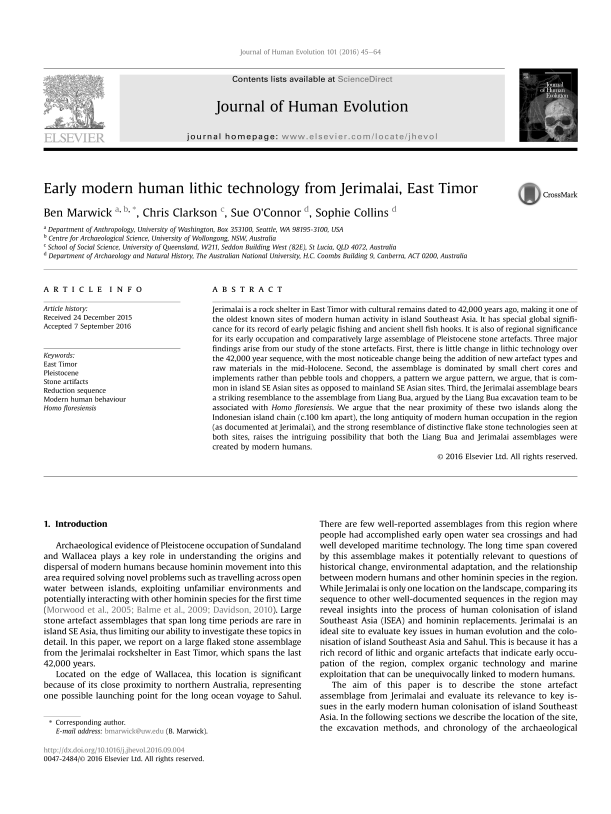 Journal of Human Evolution 101 (2016) 45–64
Contents lists available at ScienceDirect
Journal of Human Evolution
journal homepage: www.elsevier.com/locate/jhevol
ELSEVIER
Journal
of Human
Evolution
Early modern human lithic technology from Jerimalai, East Timor
CrossMark
Ben Marwick a, b, *, Chris Clarkson c, Sue O'Connor d, Sophie Collins d
a Department of Anthropology, University of Washington, Box 353100, Seattle, WA 98195-3100, USA
b Centre for Archaeological Science, University of Wollongong, NSW, Australia
c School of Social Science, University of Queensland, W211, Seddon Building West (82E), St Lucia, QLD 4072, Australia
d Department of Archaeology and Natural History, The Australian National University, H.C. Coombs Building 9, Canberra, ACT 0200, Australia
ARTICLE INFO
Article history:
Received 24 December 2015
Accepted 7 September 2016
Keywords:
East Timor
Pleistocene
Stone artifacts
Reduction sequence
Modern human behaviour
Homo floresiensis
ABSTRACT
Jerimalai is a rock shelter in East Timor with cultural remains dated to 42,000 years ago, making it one of
the oldest known sites of modern human activity in island Southeast Asia. It has special global signifi-
cance for its record of early pelagic fishing and ancient shell fish hooks. It is also of regional significance
for its early occupation and comparatively large assemblage of Pleistocene stone artifacts. Three major
findings arise from our study of the stone artifacts. First, there is little change in lithic technology over
the 42,000 year sequence, with the most noticeable change being the addition of new artifact types and
raw materials in the mid-Holocene. Second, the assemblage is dominated by small chert cores and
implements rather than pebble tools and choppers, a pattern we argue pattern, we argue, that is com-
mon in island SE Asian sites as opposed to mainland SE Asian sites. Third, the Jerimalai assemblage bears
a striking resemblance to the assemblage from Liang Bua, argued by the Liang Bua excavation team to be
associated with Homo floresiensis. We argue that the near proximity of these two islands along the
Indonesian island chain (c.100 km apart), the long antiquity of modern human occupation in the region
(as documented at Jerimalai), and the strong resemblance of distinctive flake stone technologies seen at
both sites, raises the intriguing possibility that both the Liang Bua and Jerimalai assemblages were
created by modern humans.
© 2016 Elsevier Ltd. All rights reserved.
1. Introduction
Archaeological evidence of Pleistocene occupation of Sundaland
and Wallacea plays a key role in understanding the origins and
dispersal of modern humans because hominin movement into this
area required solving novel problems such as travelling across open
water between islands, exploiting unfamiliar environments and
potentially interacting with other hominin species for the first time
(Morwood et al., 2005; Balme et al., 2009; Davidson, 2010). Large
stone artefact assemblages that span long time periods are rare in
island SE Asia, thus limiting our ability to investigate these topics in
detail. In this paper, we report on a large flaked stone assemblage
from the Jerimalai rockshelter in East Timor, which spans the last
42,000 years.
Located on the edge of Wallacea, this location is significant
because of its close proximity to northern Australia, representing
one possible launching point for the long ocean voyage to Sahul.
There are few well-reported assemblages from this region where
people had accomplished early open water sea crossings and had
well developed maritime technology. The long time span covered
by this assemblage makes it potentially relevant to questions of
historical change, environmental adaptation, and the relationship
between modern humans and other hominin species in the region.
While Jerimalai is only one location on the landscape, comparing its
sequence to other well-documented sequences in the region may
reveal insights into the process of human colonisation of island
Southeast Asia (ISEA) and hominin replacements. Jerimalai is an
ideal site to evaluate key issues in human evolution and the colo-
nisation of island Southeast Asia and Sahul. This is because it has a
rich record of lithic and organic artefacts that indicate early occu-
pation of the region, complex organic technology and marine
exploitation that can be unequivocally linked to modern humans.
The aim of this paper is to describe the stone artefact
assemblage from Jerimalai and evaluate its relevance to key is-
sues in the early modern human colonisation of island Southeast
Asia. In the following sections we describe the location of the site,
the excavation methods, and chronology of the archaeological
* Corresponding author.
E-mail address: bmarwick@uw.edu (B. Marwick).
http://dx.doi.org/10.1016/j.jhevol.2016.09.004
0047-2484/© 2016 Elsevier Ltd. All rights reserved.